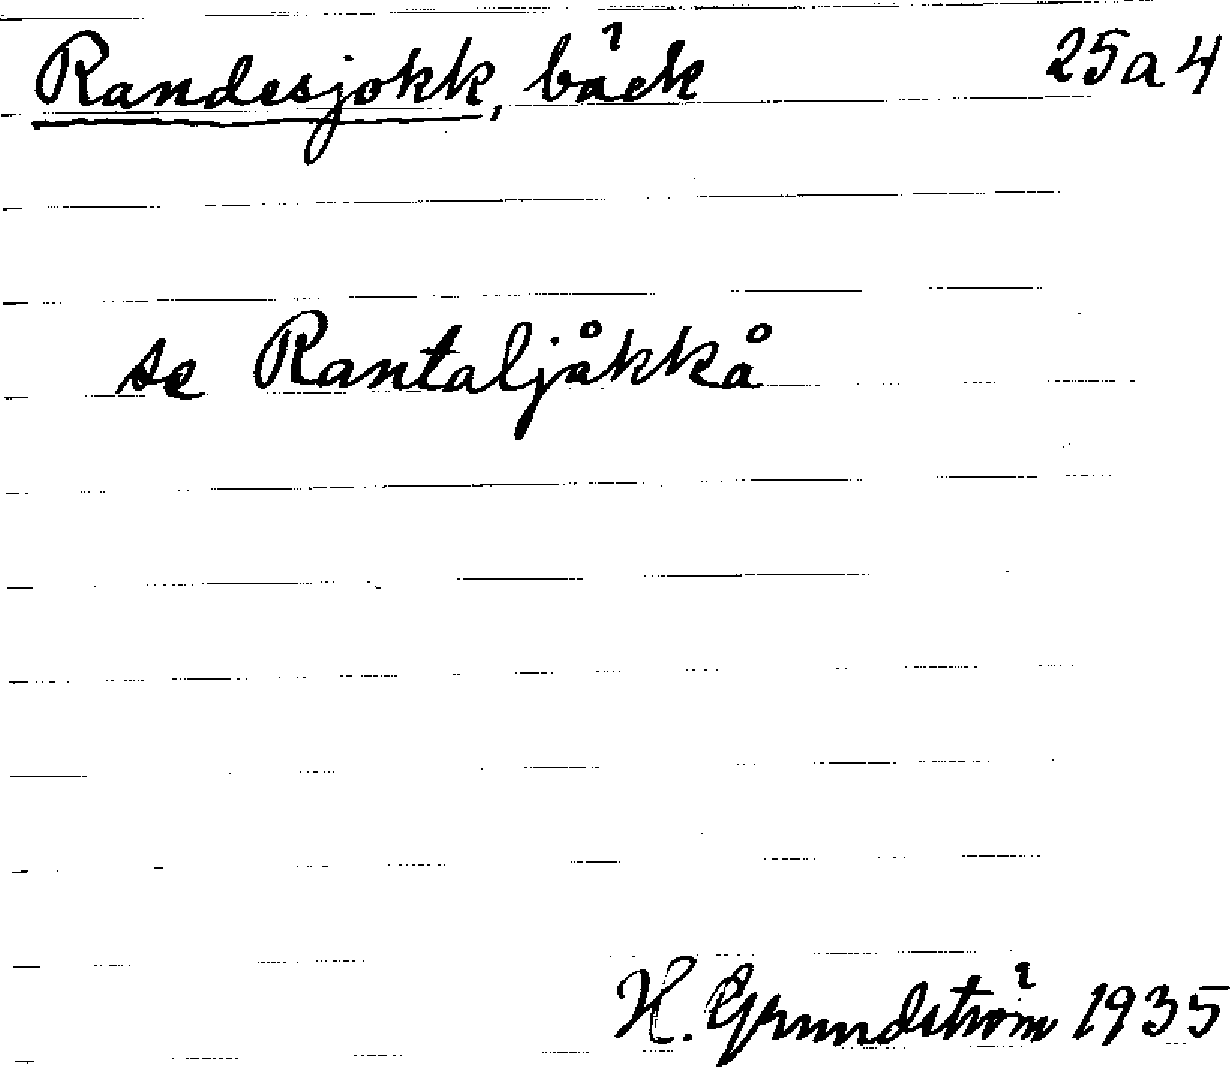 Randesjokk, bäck 25a4
se Rantaljåkkå
H. Grundström 1935